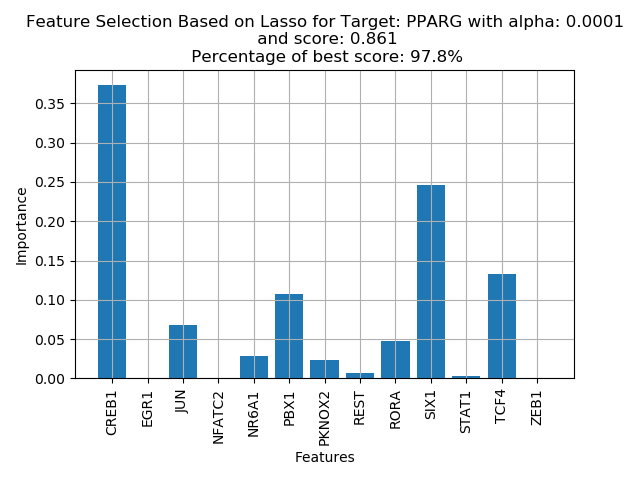 Feature Selection Based on Lasso for Target: PPARG with alpha: 0.0001
and score: 0.861
Percentage of best score: 97.8%
Importance
0.35
0.30
0.25
0.20
0.15
0.10
0.05
0.00
CREB1
EGR1
JUN
NFATC2
NR6A1
PBX1
PKNOX2
REST
RORA
SIX1
STAT1
TCF4
ZEB1
Features